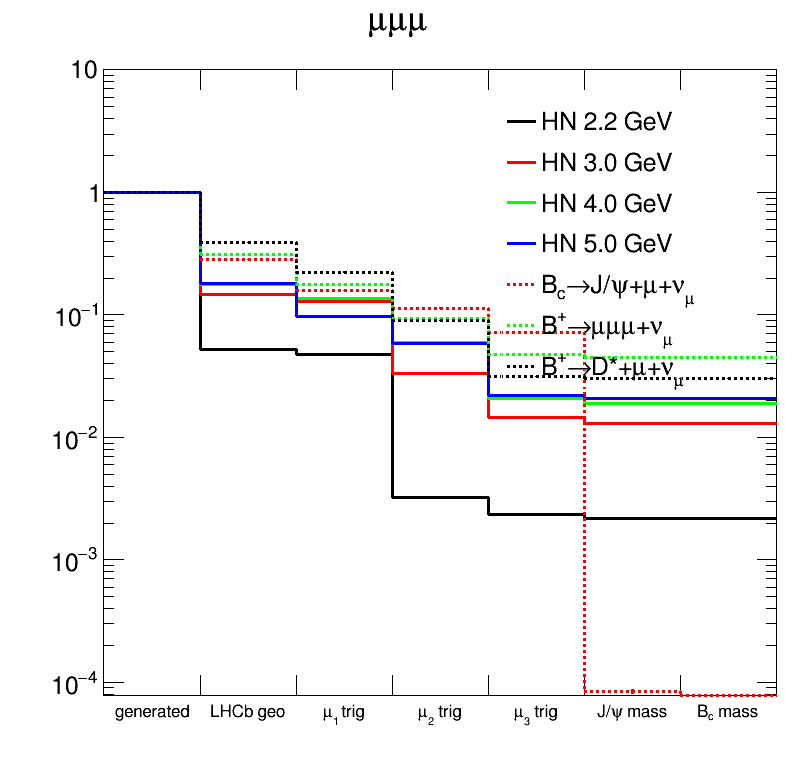 μμμ
10
1
10⁻¹
10⁻²
10⁻³
10⁻⁴
HN 2.2 GeV
HN 3.0 GeV
HN 4.0 GeV
HN 5.0 GeV
B_c→J/ψ+μ+ν_μ
B⁺→μμμ+ν_μ
B⁺→D*+μ+ν_μ
generated LHCb geo μ₁ trig μ₂ trig μ₃ trig J/ψ mass B_c mass